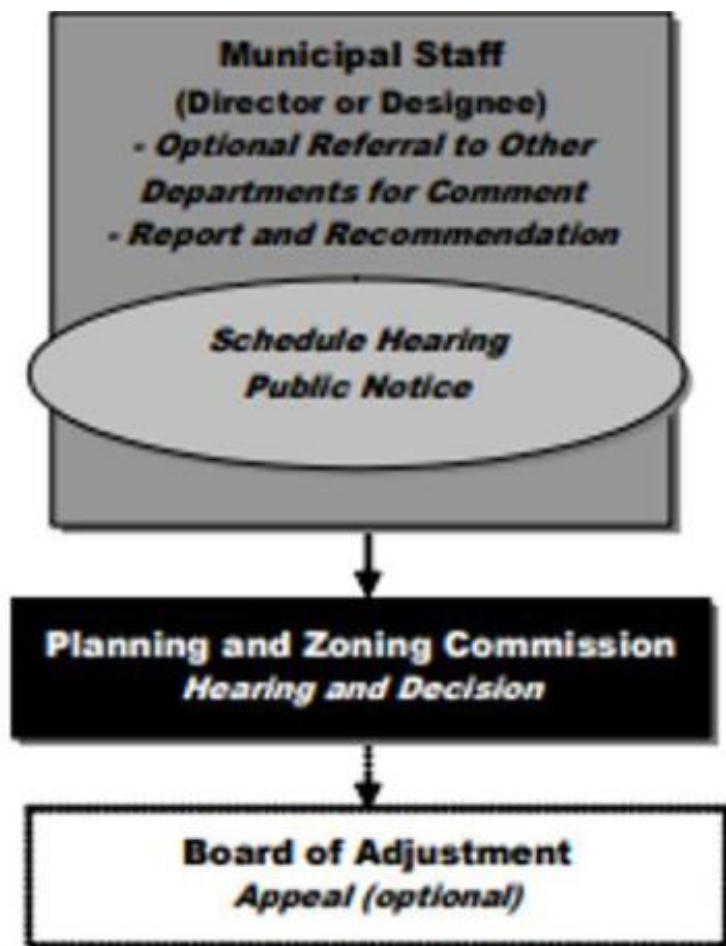 Municipal Staff
(Director or Designee)
- Optional Referral to Other
Departments for Comment
- Report and Recommendation
Schedule Hearing
Public Notice
Planning and Zoning Commission
Hearing and Decision
Board of Adjustment
Appeal (optional)